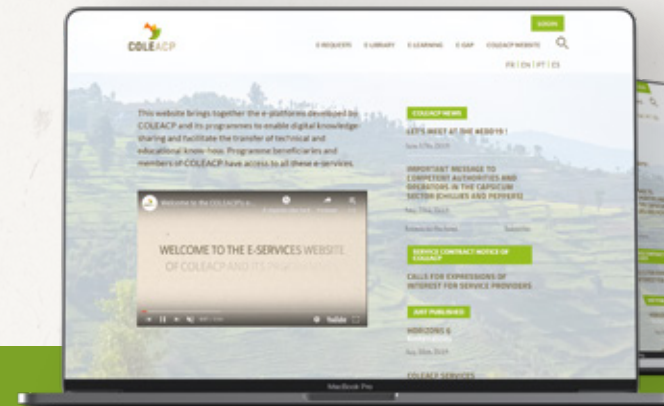 LOGIN
COLEACP
E-REQUESTS E-LIBRARY E-LEARNING E-GAP COLEACP WEBSITE
FR | EN | PT | ES
This website brings together the e-platforms developed by
COLEACP and its programmes to enable digital knowledge
sharing and facilitate the transfer of technical and
educational know-how. Programme beneficiaries and
members of COLEACP have access to all these e-services.
Welcome to the COLEACP's e-
WELCOME TO THE E-SERVICES WEBSITE
OF COLEACP AND ITS
YouTube
COLEACP NEWS
LET'S MEET AT THE
IMPORTANT MESSAGE TO
COMPETENT AUTHORITIES AND
OPERATORS IN THE CAPSICUM
SECTOR (CHILLIES AND PEPPERS)
SERVICE CONTRACT NOTICE OF
COLEACP
CALLS FOR EXPRESSIONS OF
INTEREST FOR SERVICE PROVIDERS
JUST PUBLISHED
HORIZONS 6
COLEACP SERVICES
MacBook Pro